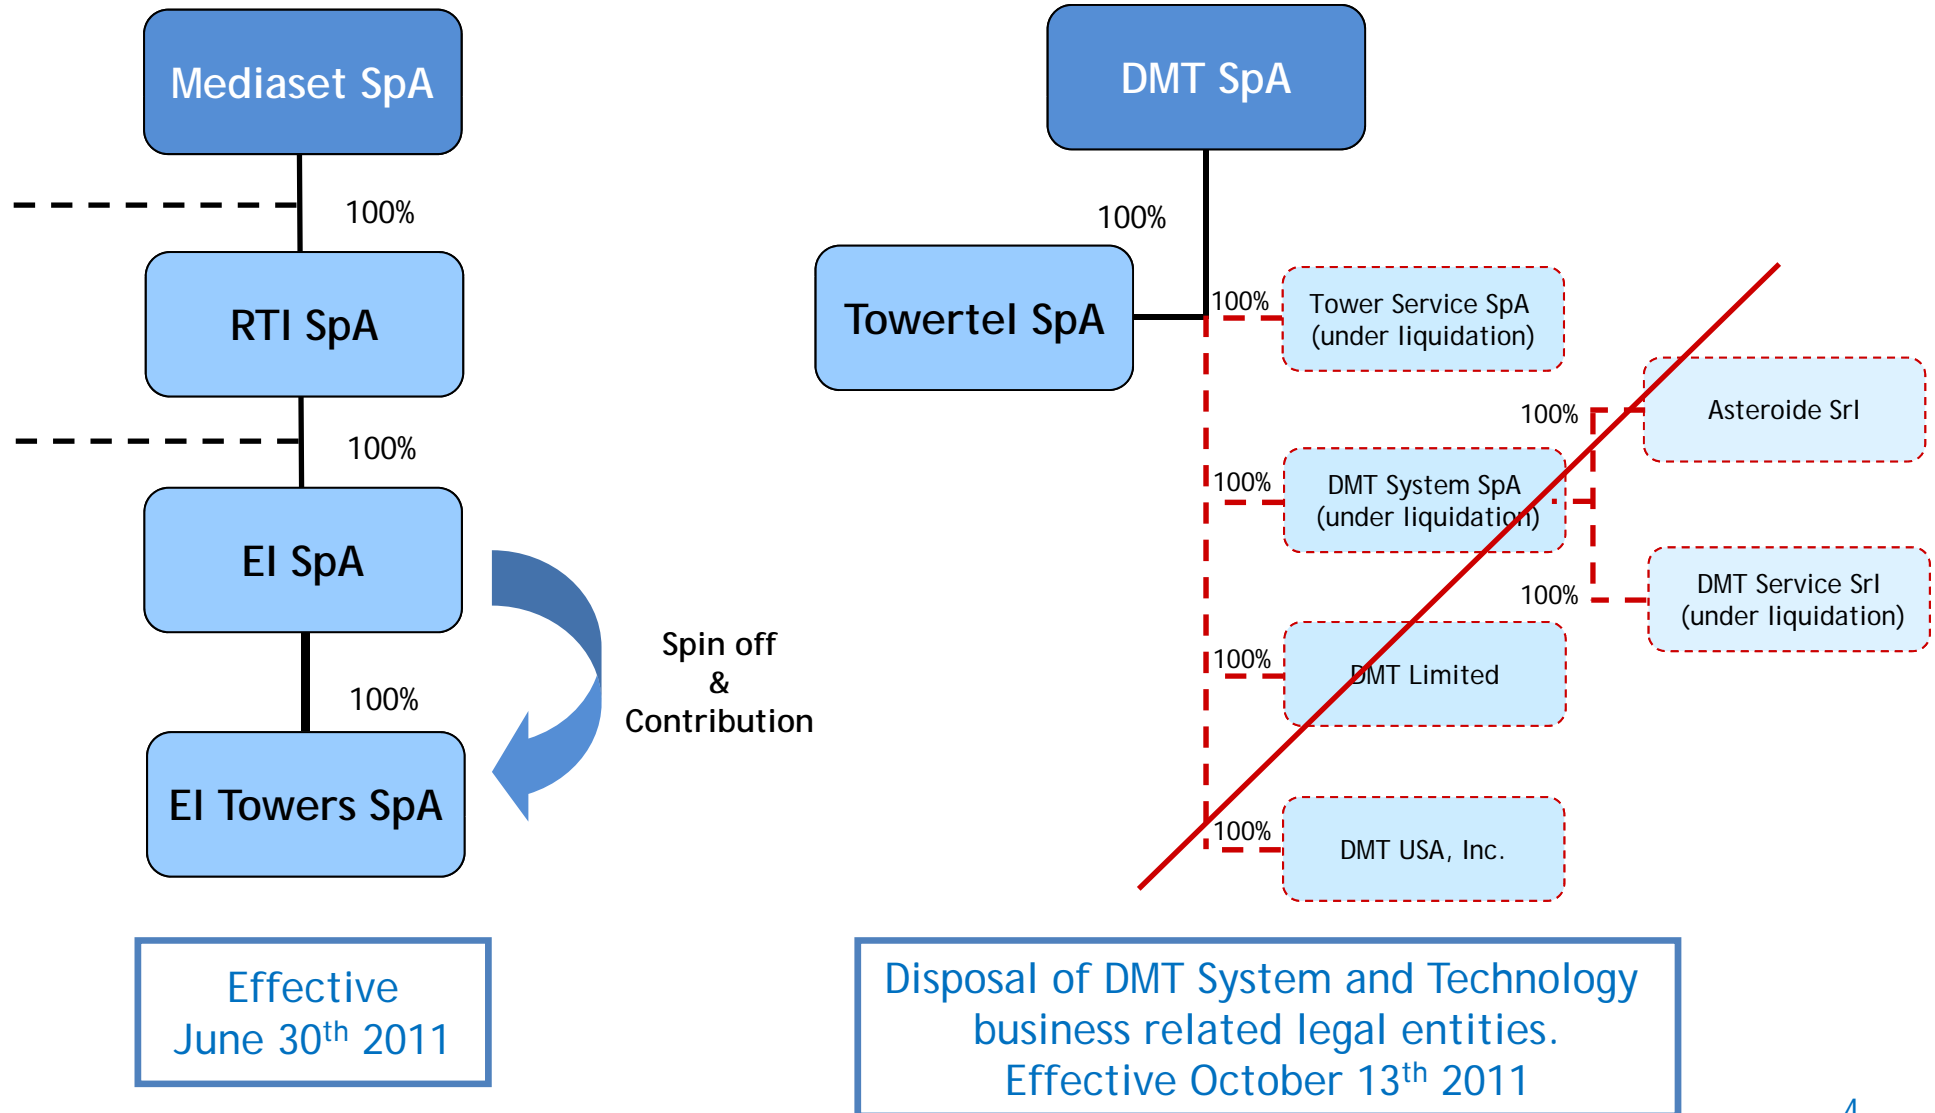 Mediaset SpA
100%
RTI SpA
100%
EI SpA
Spin off
&
Contribution
100%
EI Towers SpA
Effective
June 30th 2011
DMT SpA
100%
Towertel SpA
100%
Tower Service SpA
(under liquidation)
100%
Asteroide Srl
100%
DMT System SpA
(under liquidation)
100%
DMT Service Srl
(under liquidation)
100%
DMT Limited
100%
DMT USA, Inc.
Disposal of DMT System and Technology
business related legal entities.
Effective October 13th 2011
4